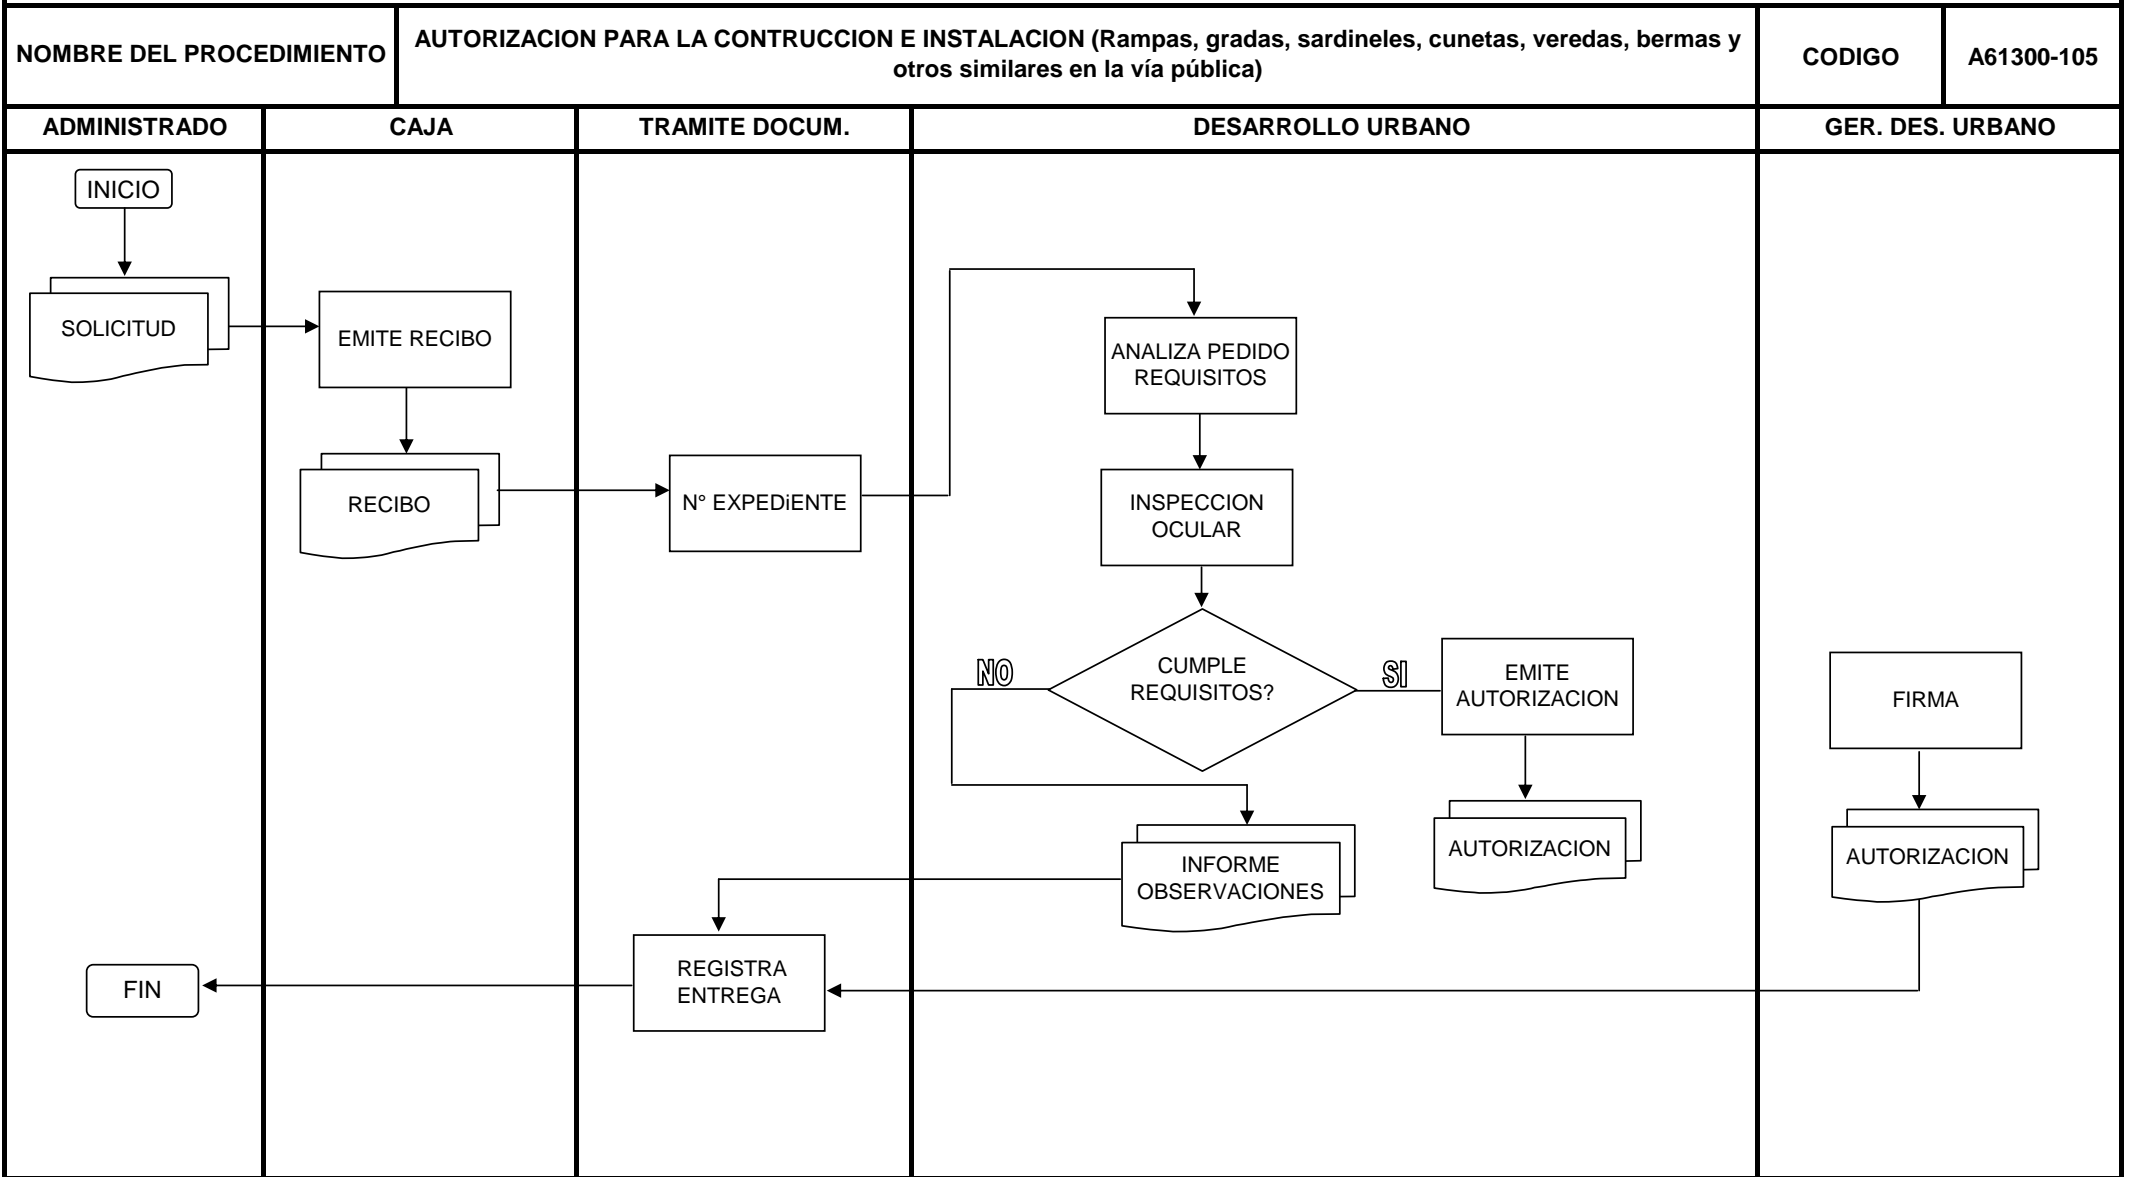 NOMBRE DEL PROCEDIMIENTO
AUTORIZACION PARA LA CONTRUCCION E INSTALACION (Rampas, gradas, sardineles, cunetas, veredas, bermas y
otros similares en la vía pública)
CODIGO
A61300-105
ADMINISTRADO
CAJA
TRAMITE DOCUM.
DESARROLLO URBANO
GER. DES. URBANO
INICIO
SOLICITUD
EMITE RECIBO
RECIBO
N° EXPEDiENTE
ANALIZA PEDIDO
REQUISITOS
INSPECCION
OCULAR
CUMPLE
REQUISITOS?
NO
SI
EMITE
AUTORIZACION
AUTORIZACION
FIRMA
AUTORIZACION
INFORME
OBSERVACIONES
REGISTRA
ENTREGA
FIN